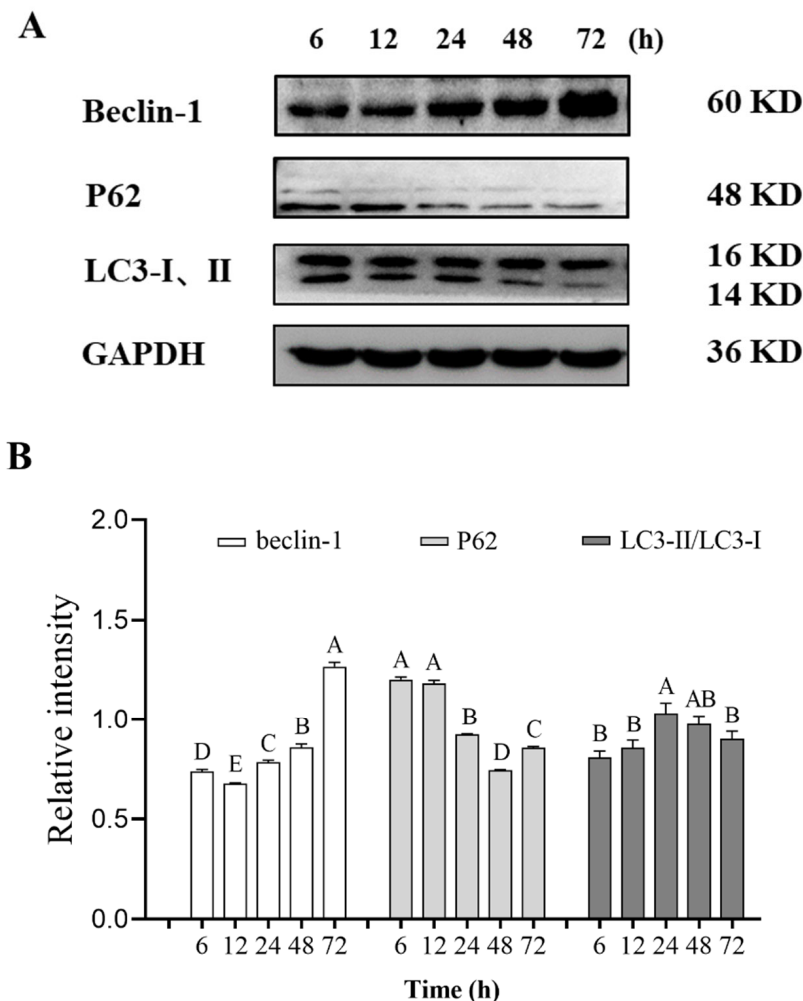 A
6 12 24 48 72 (h)
Beclin-1 60 KD
P62 48 KD
LC3-I、II 16 KD
14 KD
GAPDH 36 KD
B
Relative intensity
2.0
1.5
1.0
0.5
0.0
beclin-1 P62 LC3-II/LC3-I
D E C B A A A B D C B B A AB B
6 12 24 48 72 6 12 24 48 72 6 12 24 48 72
Time (h)